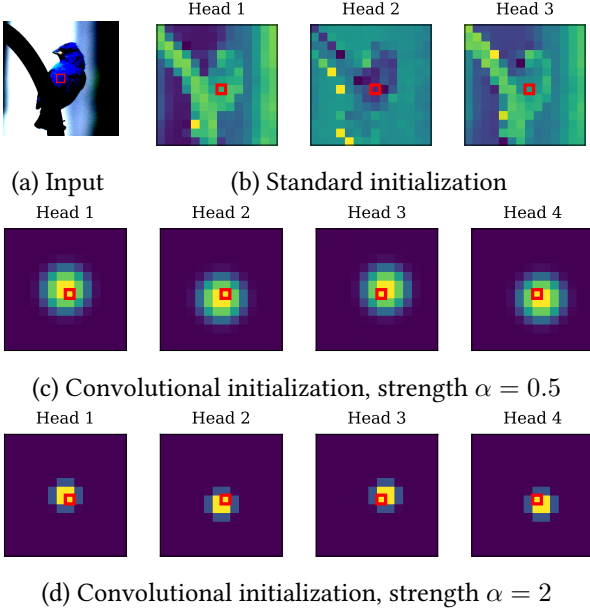 Head 1 Head 2 Head 3
(a) Input (b) Standard initialization
Head 1 Head 2 Head 3 Head 4
(c) Convolutional initialization, strength α = 0.5
Head 1 Head 2 Head 3 Head 4
(d) Convolutional initialization, strength α = 2